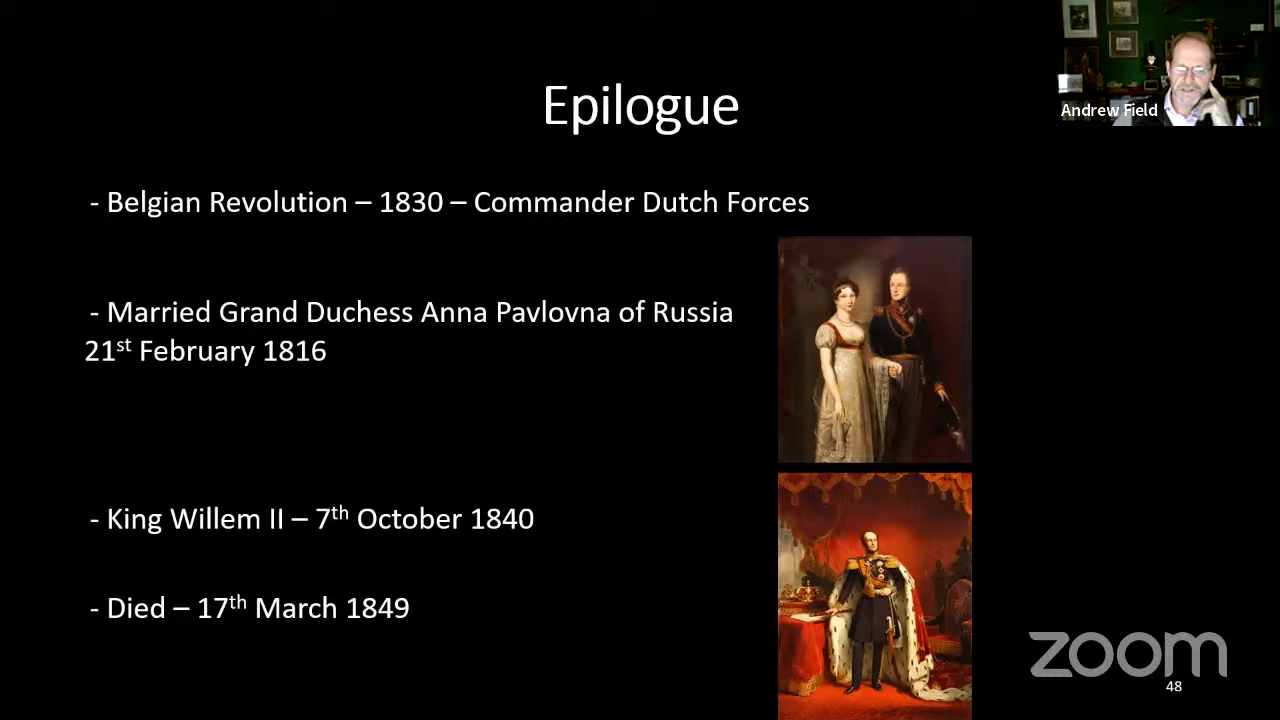 Andrew Field
Epilogue
- Belgian Revolution – 1830 – Commander Dutch Forces
- Married Grand Duchess Anna Pavlovna of Russia
21st February 1816
- King Willem II – 7th October 1840
- Died – 17th March 1849
zoom
48